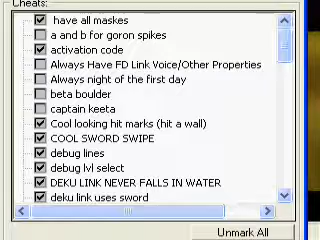 Cheats:
have all maskes
a and b for goron spikes
activation code
Always Have FD Link Voice/Other Properties
Always night of the first day
beta boulder
captain keeta
Cool looking hit marks (hit a wall)
COOL SWORD SWIPE
debug lines
debug lvl select
DEKU LINK NEVER FALLS IN WATER
deku link uses sword
Unmark All